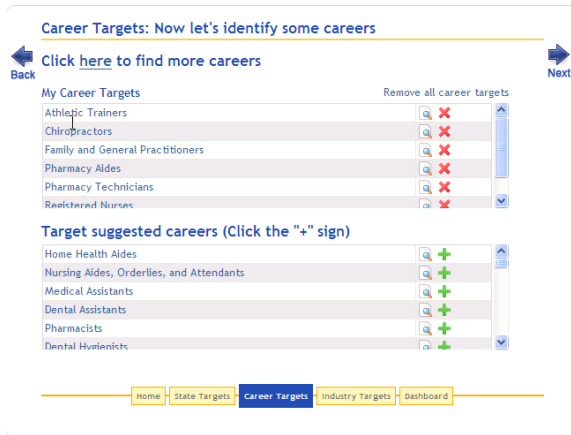 Career Targets: Now let's identify some careers
Back
Click here to find more careers
Next
My Career Targets Remove all career targets
Athletic Trainers
Chiropractors
Family and General Practitioners
Pharmacy Aides
Pharmacy Technicians
Registered Nurses
Target suggested careers (Click the "+" sign)
Home Health Aides
Nursing Aides, Orderlies, and Attendants
Medical Assistants
Dental Assistants
Pharmacists
Dental Hygienists
Home State Targets Career Targets Industry Targets Dashboard